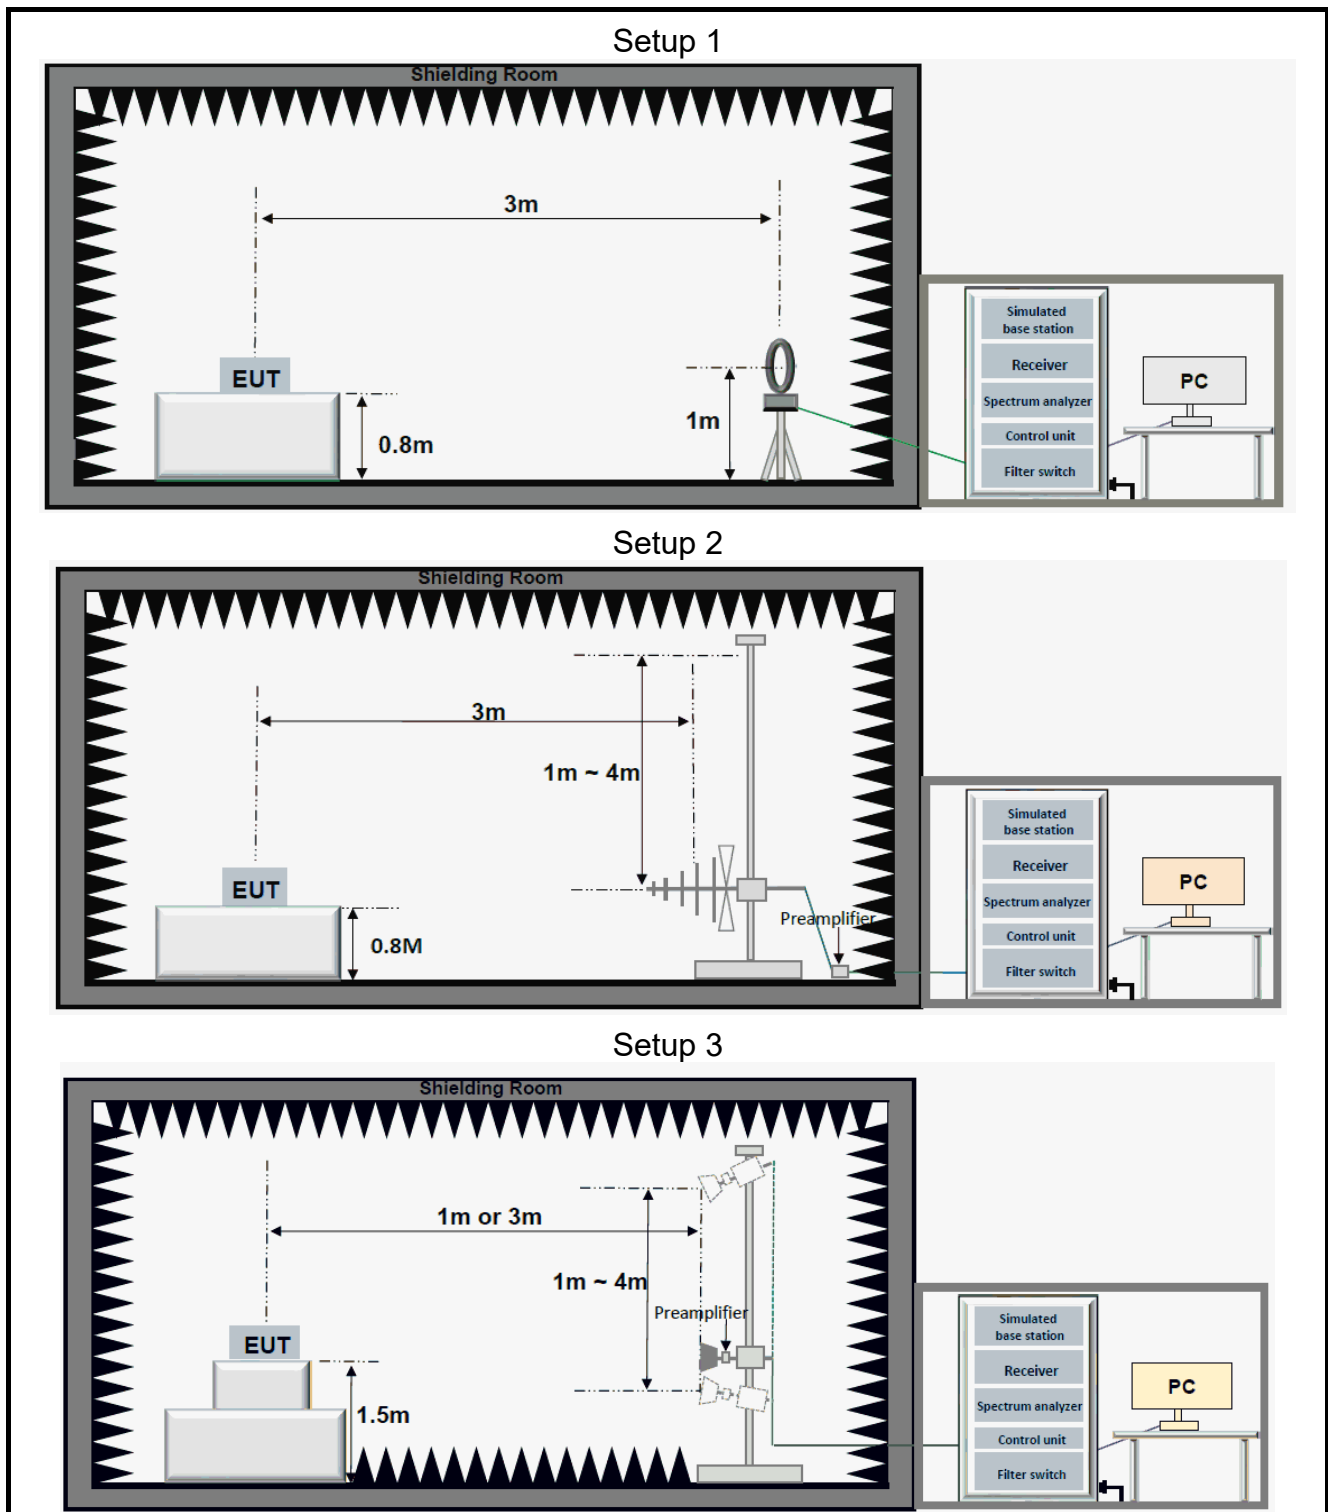 Setup 1
Shielding Room
3m
EUT
0.8m
1m
Simulated
base station
Receiver
Spectrum analyzer
Control unit
Filter switch
PC
Setup 2
Shielding Room
3m
1m ~ 4m
EUT
0.8M
Preamplifier
Simulated
base station
Receiver
Spectrum analyzer
Control unit
Filter switch
PC
Setup 3
Shielding Room
1m or 3m
1m ~ 4m
Preamplifier
EUT
1.5m
Simulated
base station
Receiver
Spectrum analyzer
Control unit
Filter switch
PC